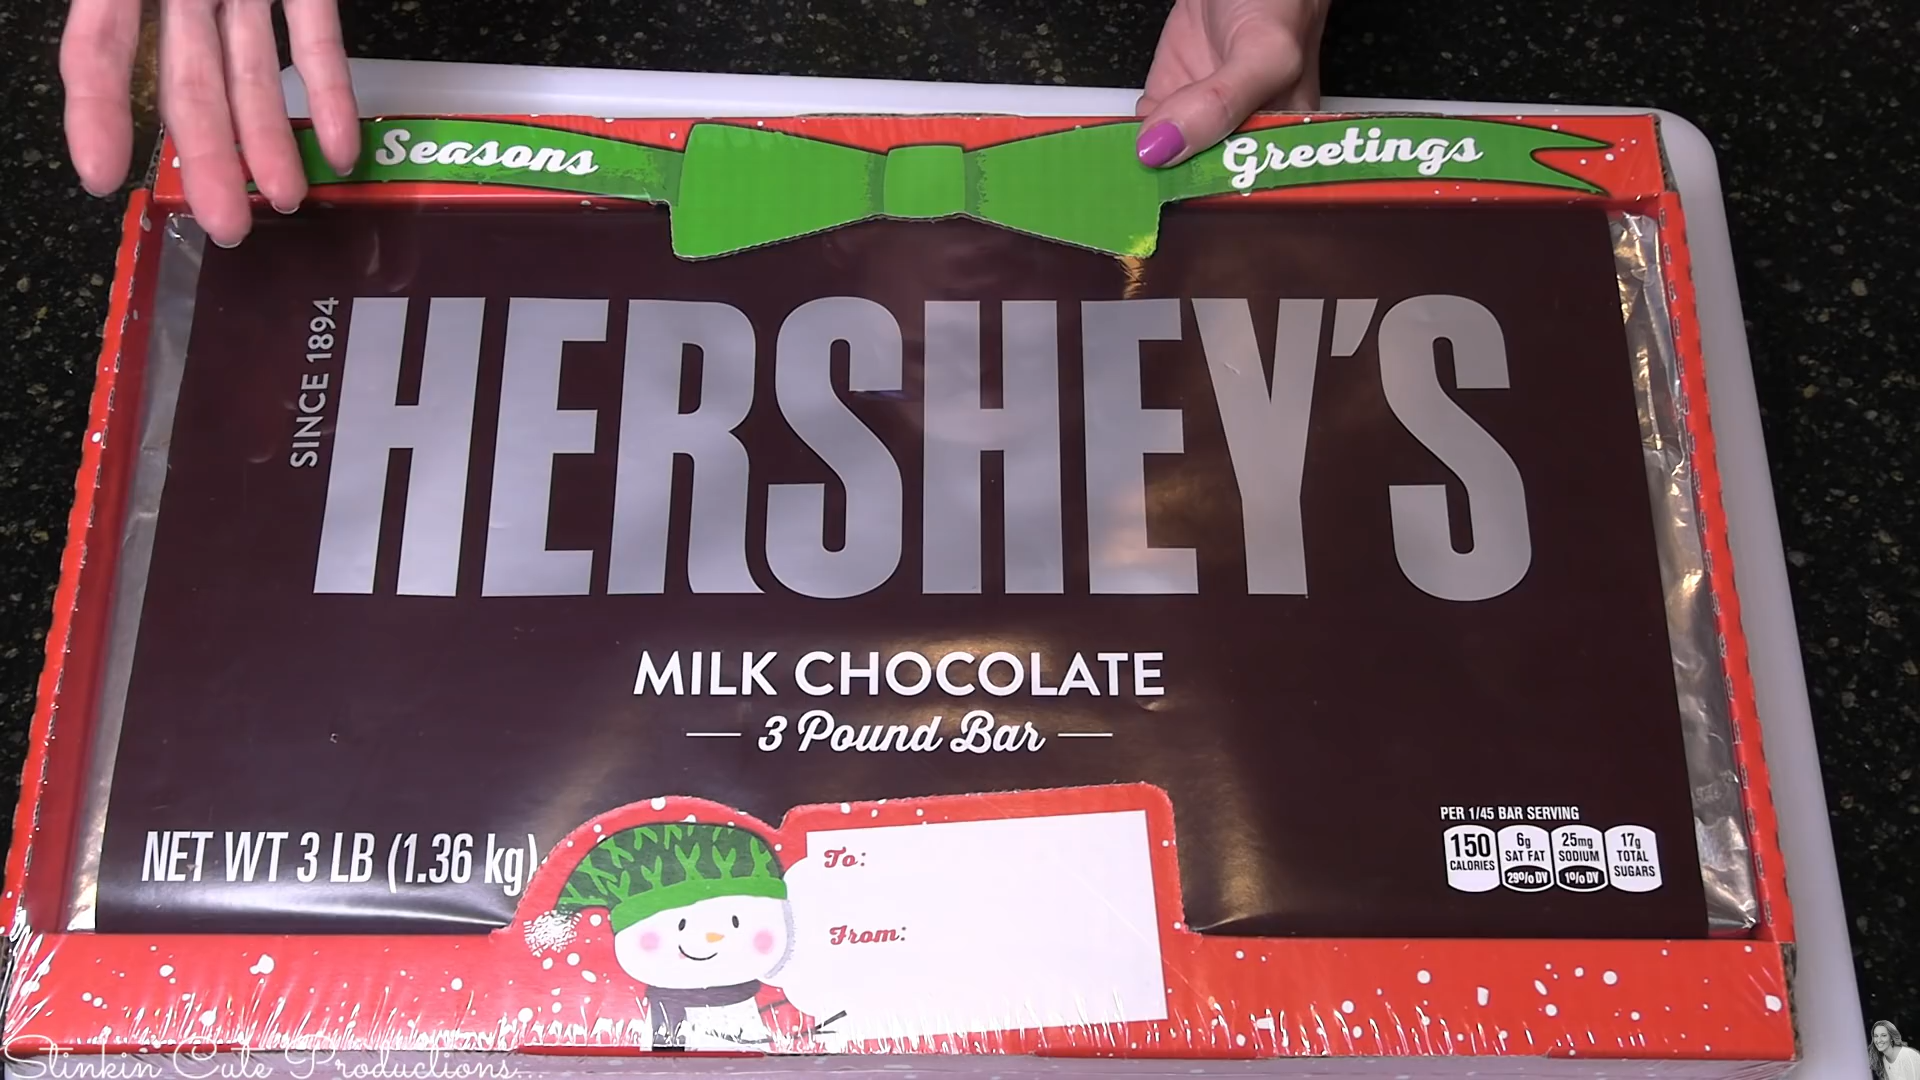 Seasons Greetings
SINCE 1894
HERSHEY'S
MILK CHOCOLATE
3 Pound Bar
NET WT 3 LB (1.36 kg)
PER 1/45 BAR SERVING
150 CALORIES
6g SAT FAT 29% DV
25mg SODIUM 1% DV
17g TOTAL SUGARS
To:
From:
Stinkin Cute Productions...